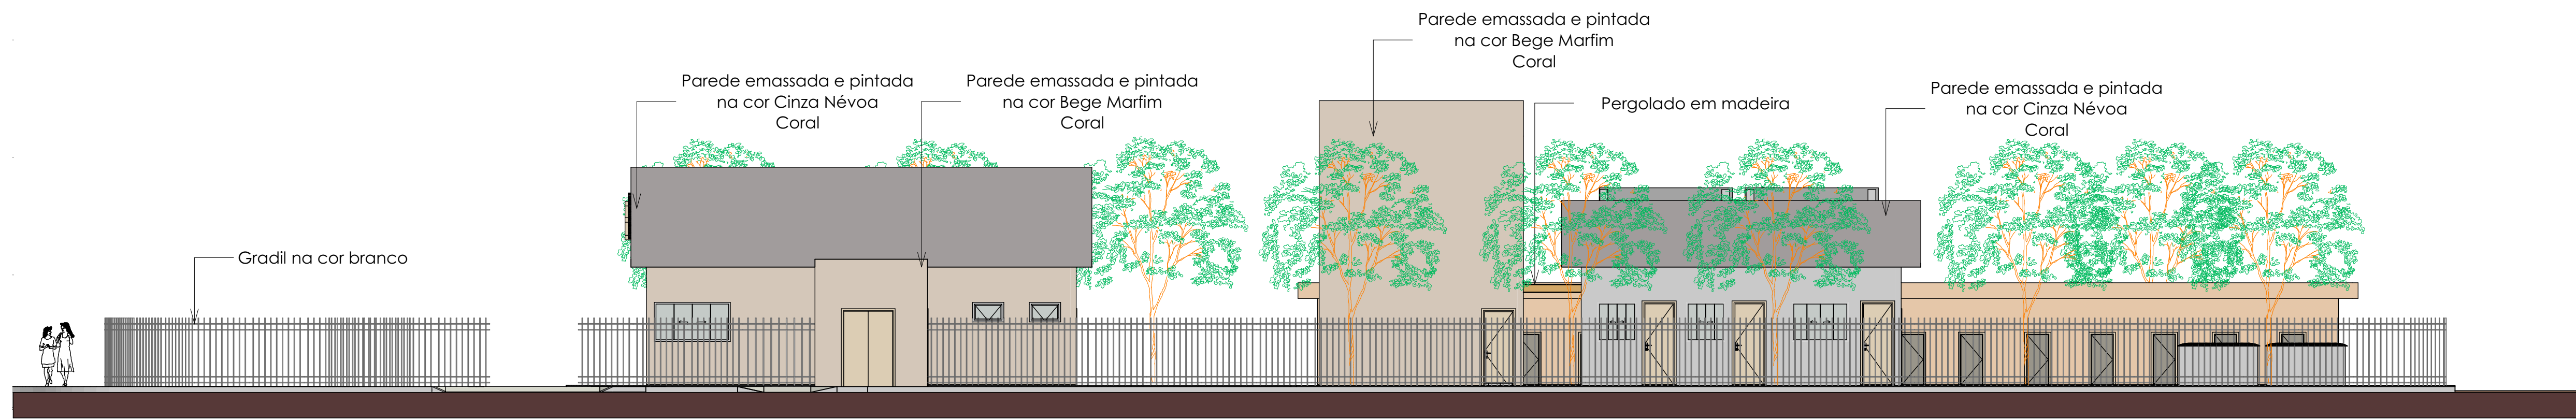 Parede emassada e pintada
na cor Bege Marfim
Coral
Parede emassada e pintada
na cor Cinza Névoa
Coral
Parede emassada e pintada
na cor Bege Marfim
Coral
Pergolado em madeira
Parede emassada e pintada
na cor Cinza Névoa
Coral
Gradil na cor branco